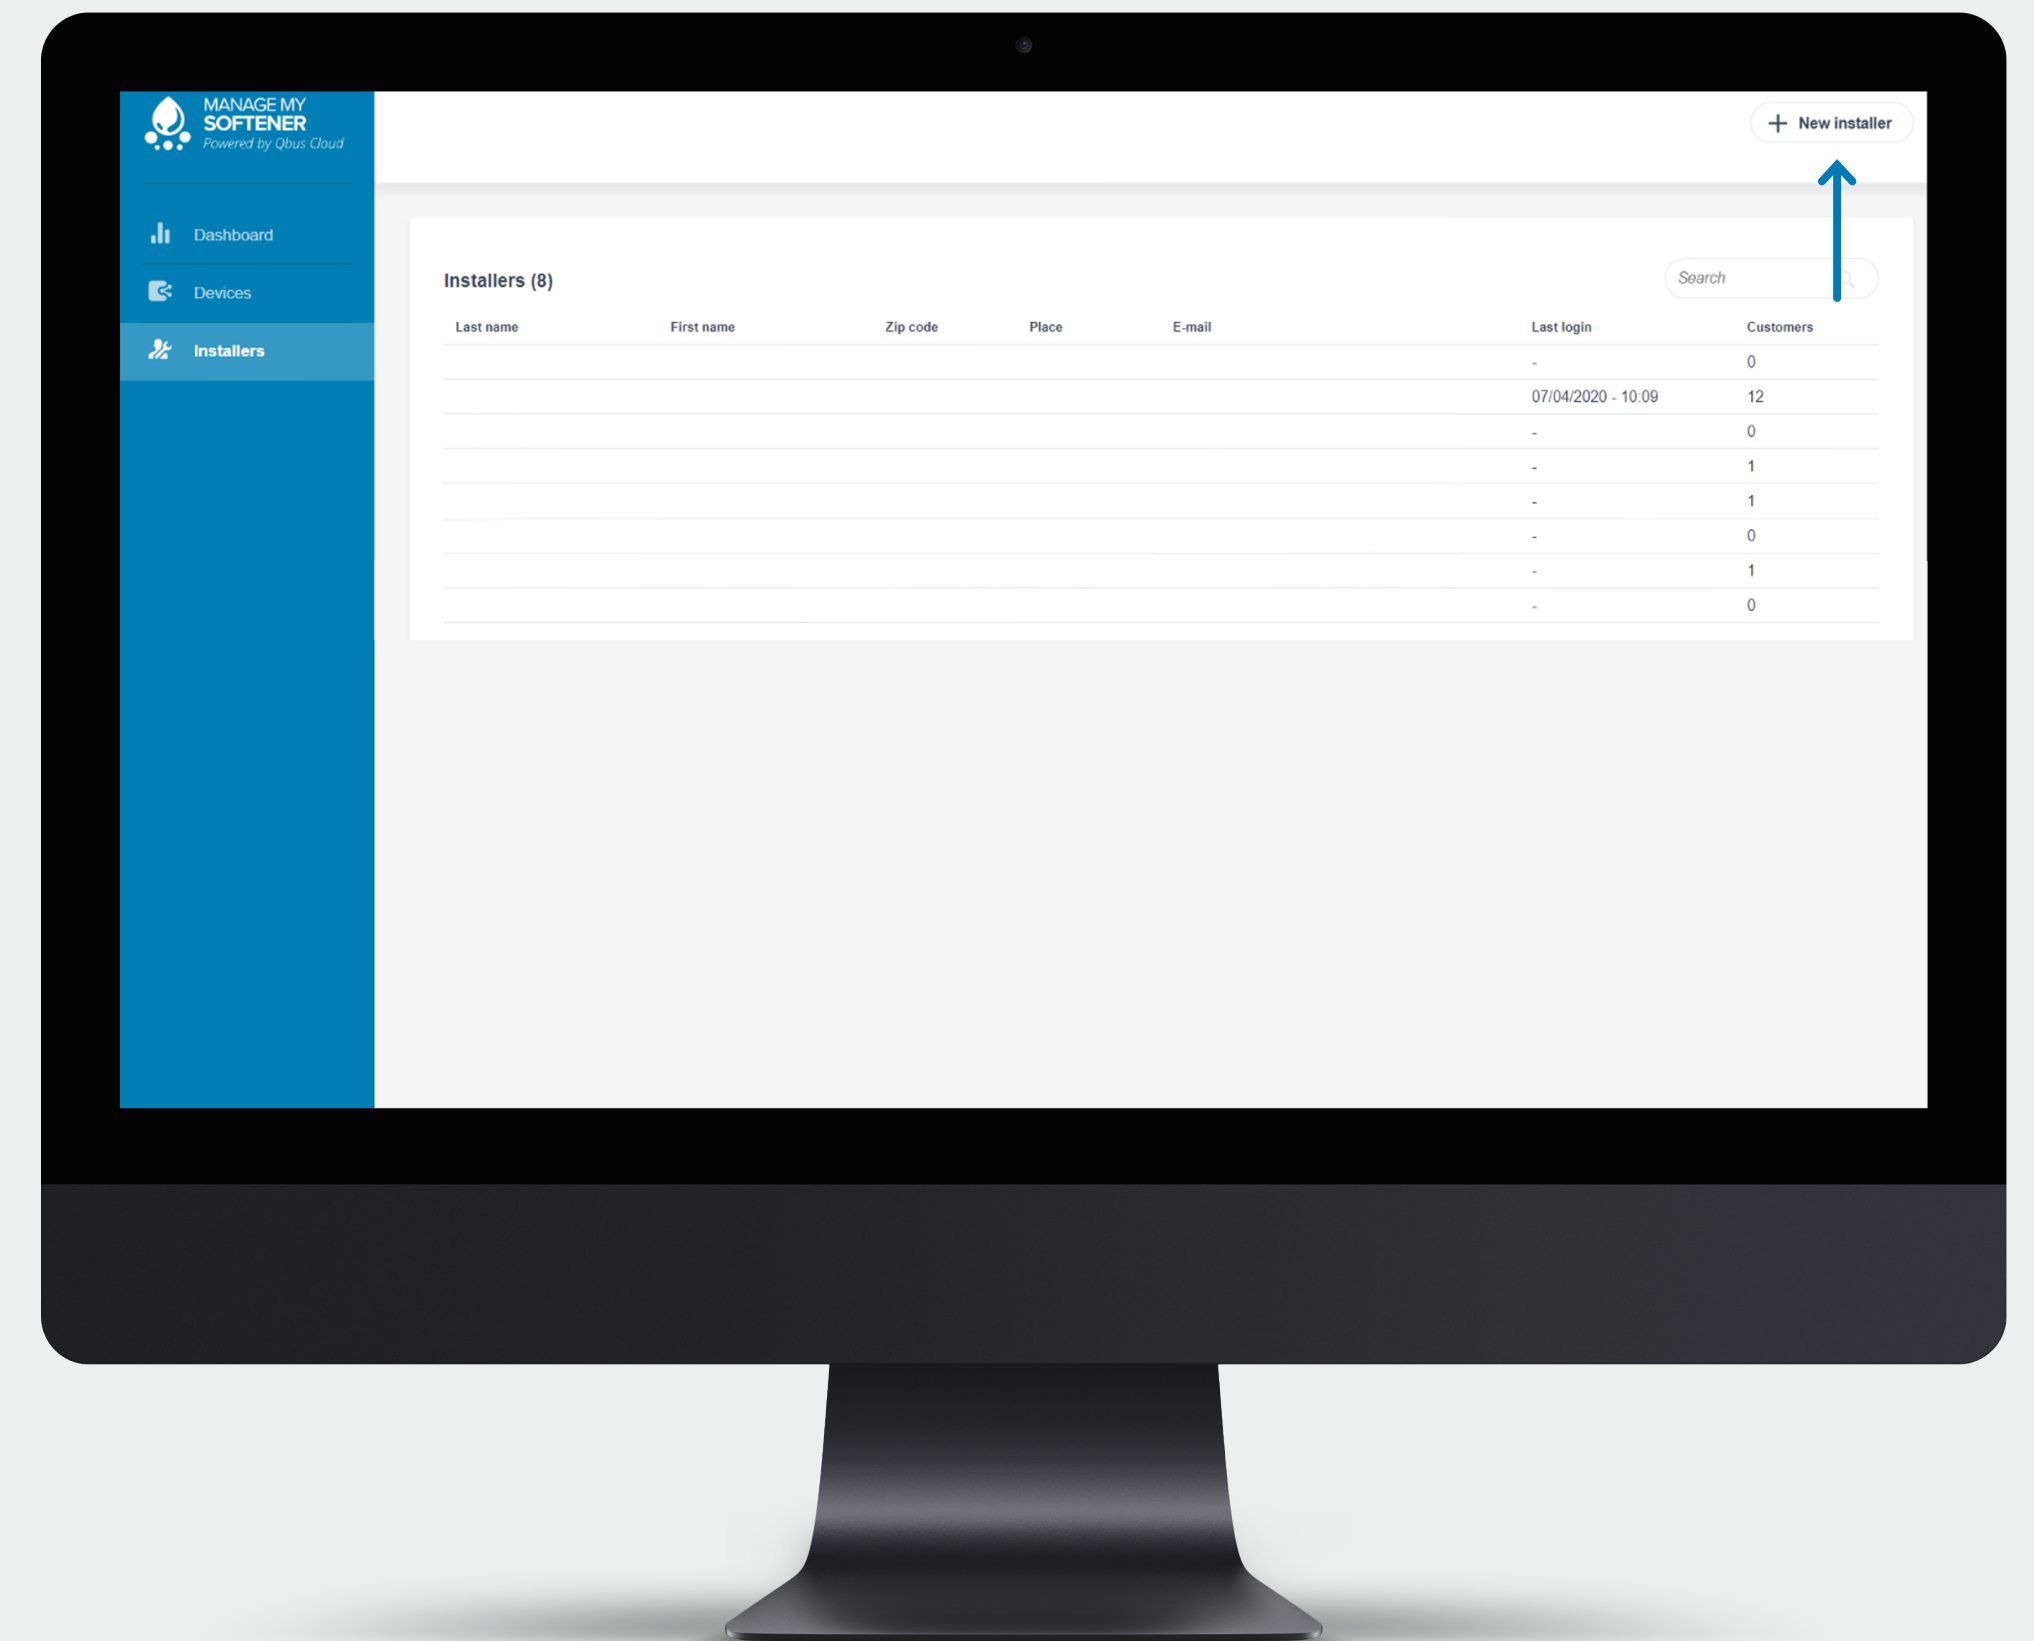 MANAGE MY
SOFTENER
Powered by Qbus Cloud
+ New installer
Dashboard
Devices
Installers
Installers (8)
Search
Last name First name Zip code Place E-mail Last login Customers
- 0
07/04/2020 - 10:09 12
- 0
- 1
- 1
- 0
- 1
- 0